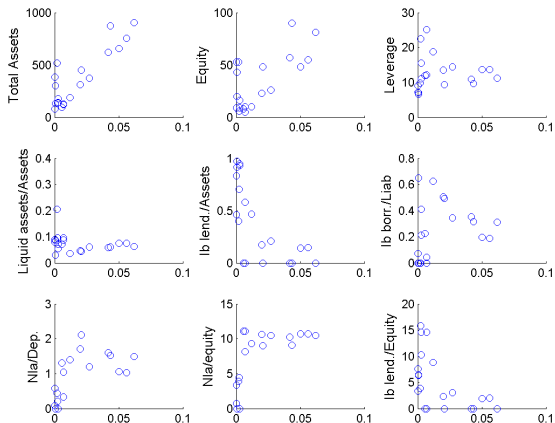 Total Assets
1000
500
0
0 0.05 0.1
Equity
100
50
0
0 0.05 0.1
Leverage
30
20
10
0
0 0.05 0.1
Liquid assets/Assets
0.4
0.3
0.2
0.1
0
0 0.05 0.1
Ib lend./Assets
1
0.5
0
0 0.05 0.1
Ib borr./Liab
0.8
0.6
0.4
0.2
0
0 0.05 0.1
Nla/Dep.
3
2
1
0
0 0.05 0.1
Nla/equity
15
10
5
0
0 0.05 0.1
Ib lend./Equity
20
15
10
5
0
0 0.05 0.1